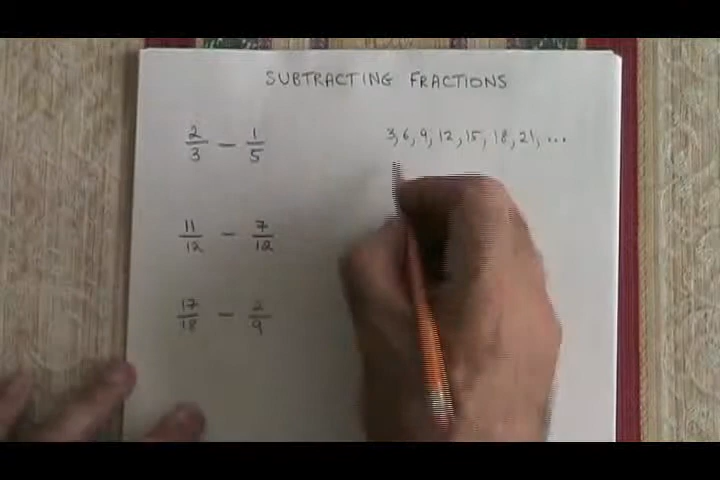 SUBTRACTING FRACTIONS
2/3 - 1/5
3, 6, 9, 12, 15, 18, 21, ...
11/12 - 7/12
17/18 - 2/9